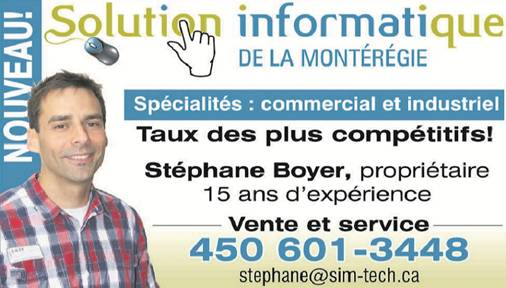 NOUVEAU!
Solution informatique
DE LA MONTÉRÉGIE
Spécialités : commercial et industriel
Taux des plus compétitifs!
Stéphane Boyer, propriétaire
15 ans d'expérience
Vente et service
450 601-3448
stephane@sim-tech.ca